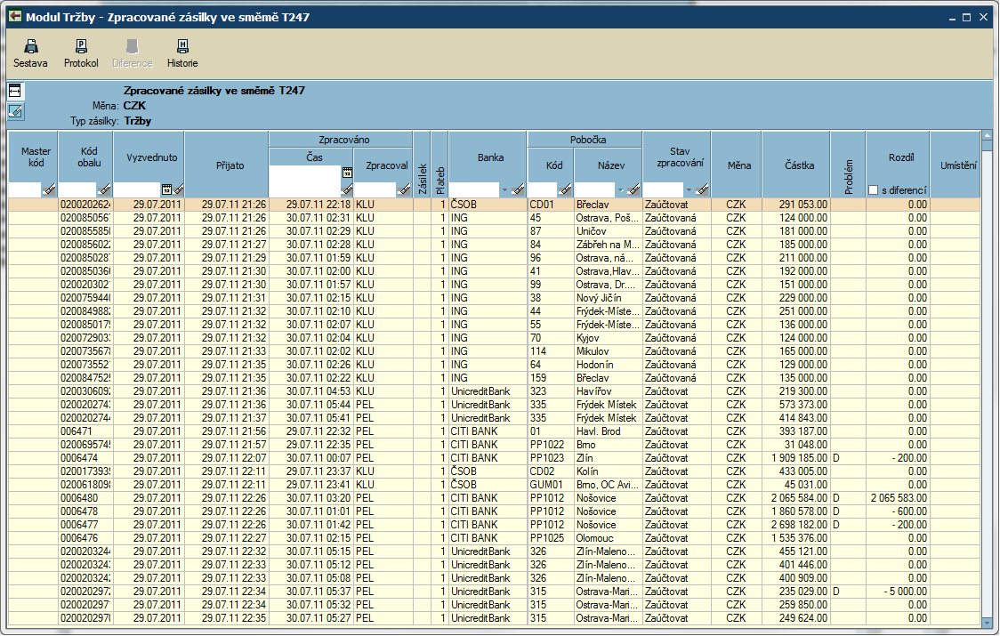 Modul Tržby - Zpracované zásilky ve směmě T247
Sestava Protokol Diference Historie
Zpracované zásilky ve směmě T247
Měna: CZK
Typ zásilky: Tržby
Master kód Kód obalu Vyzvednuto Přijato Zpracováno Čas Zpracoval Zásilek Plateb Banka Pobočka Kód Název Stav zpracování Měna Částka Problém Rozdíl s diferencí Umístění
0200202624 29.07.2011 29.07.11 21:26 29.07.11 22:18 KLU 1 ČSOB CD01 Břeclav Zaúčtovat CZK 291 053.00 0.00
020085056 29.07.2011 29.07.11 21:26 30.07.11 02:31 KLU 1 ING 45 Ostrava, Poš... Zaúčtovaná CZK 124 000.00 0.00
020085585 29.07.2011 29.07.11 21:26 30.07.11 02:29 KLU 1 ING 87 Uničov Zaúčtovaná CZK 181 000.00 0.00
020085602 29.07.2011 29.07.11 21:27 30.07.11 02:28 KLU 1 ING 84 Zábřeh na M... Zaúčtovaná CZK 185 000.00 0.00
020085028 29.07.2011 29.07.11 21:29 30.07.11 01:59 KLU 1 ING 96 Ostrava, ná... Zaúčtovaná CZK 211 000.00 0.00
020085036 29.07.2011 29.07.11 21:30 30.07.11 02:00 KLU 1 ING 41 Ostrava,Hlav... Zaúčtovaná CZK 192 000.00 0.00
020020302 29.07.2011 29.07.11 21:30 30.07.11 01:57 KLU 1 ING 99 Ostrava, Dr.... Zaúčtovaná CZK 151 000.00 0.00
020075944 29.07.2011 29.07.11 21:31 30.07.11 02:15 KLU 1 ING 38 Nový Jičín Zaúčtovaná CZK 229 000.00 0.00
020084988 29.07.2011 29.07.11 21:32 30.07.11 02:10 KLU 1 ING 44 Frýdek-Míste... Zaúčtovaná CZK 251 000.00 0.00
020085017 29.07.2011 29.07.11 21:32 30.07.11 02:07 KLU 1 ING 55 Frýdek-Míste... Zaúčtovaná CZK 136 000.00 0.00
020072903 29.07.2011 29.07.11 21:32 30.07.11 02:04 KLU 1 ING 70 Kyjov Zaúčtovaná CZK 124 000.00 0.00
020073567 29.07.2011 29.07.11 21:33 30.07.11 02:02 KLU 1 ING 114 Mikulov Zaúčtovaná CZK 165 000.00 0.00
020073552 29.07.2011 29.07.11 21:35 30.07.11 02:26 KLU 1 ING 64 Hodonín Zaúčtovaná CZK 129 000.00 0.00
020084752 29.07.2011 29.07.11 21:35 30.07.11 02:22 KLU 1 ING 159 Břeclav Zaúčtovaná CZK 135 000.00 0.00
020030609 29.07.2011 29.07.11 21:36 30.07.11 04:53 KLU 1 UnicreditBank 323 Havířov Zaúčtovat CZK 219 300.00 0.00
020020274 29.07.2011 29.07.11 21:36 30.07.11 05:44 PEL 1 UnicreditBank 335 Frýdek Místek Zaúčtovat CZK 573 373.00 0.00
020020274 29.07.2011 29.07.11 21:37 30.07.11 05:41 PEL 1 UnicreditBank 335 Frýdek Místek Zaúčtovat CZK 414 843.00 0.00
006471 29.07.2011 29.07.11 21:56 29.07.11 22:32 PEL 1 CITI BANK 01 Havl. Brod Zaúčtovat CZK 393 187.00 0.00
020069574 29.07.2011 29.07.11 21:57 29.07.11 22:35 PEL 1 CITI BANK PP1022 Brno Zaúčtovat CZK 31 048.00 0.00
0006474 29.07.2011 29.07.11 22:07 30.07.11 00:07 PEL 1 CITI BANK PP1023 Zlín Zaúčtovat CZK 1 909 185.00 D - 200.00
020017393 29.07.2011 29.07.11 22:11 29.07.11 23:37 KLU 1 ČSOB CD02 Kolín Zaúčtovat CZK 433 005.00 0.00
020061809 29.07.2011 29.07.11 22:11 29.07.11 23:41 KLU 1 ČSOB GUM01 Brno, OC Avi... Zaúčtovat CZK 45 031.00 0.00
0006480 29.07.2011 29.07.11 22:26 30.07.11 03:20 PEL 1 CITI BANK PP1012 Nošovice Zaúčtovat CZK 2 065 584.00 D 2 065 583.00
0006478 29.07.2011 29.07.11 22:26 30.07.11 01:01 PEL 1 CITI BANK PP1012 Nošovice Zaúčtovat CZK 1 860 578.00 D - 600.00
0006477 29.07.2011 29.07.11 22:26 30.07.11 01:42 PEL 1 CITI BANK PP1012 Nošovice Zaúčtovat CZK 2 698 182.00 D - 200.00
0006476 29.07.2011 29.07.11 22:27 30.07.11 02:15 PEL 1 CITI BANK PP1025 Olomouc Zaúčtovat CZK 1 535 376.00 0.00
020020324 29.07.2011 29.07.11 22:32 30.07.11 05:15 PEL 1 UnicreditBank 326 Zlín-Maleno... Zaúčtovat CZK 455 121.00 0.00
020020324 29.07.2011 29.07.11 22:33 30.07.11 05:12 PEL 1 UnicreditBank 326 Zlín-Maleno... Zaúčtovat CZK 401 446.00 0.00
020020324 29.07.2011 29.07.11 22:33 30.07.11 05:08 PEL 1 UnicreditBank 326 Zlín-Maleno... Zaúčtovat CZK 400 909.00 0.00
020020297 29.07.2011 29.07.11 22:34 30.07.11 05:37 PEL 1 UnicreditBank 315 Ostrava-Mari... Zaúčtovat CZK 235 029.00 D - 5 000.00
020020297 29.07.2011 29.07.11 22:34 30.07.11 05:32 PEL 1 UnicreditBank 315 Ostrava-Mari... Zaúčtovat CZK 259 850.00 0.00
020020297 29.07.2011 29.07.11 22:35 30.07.11 05:27 PEL 1 UnicreditBank 315 Ostrava-Mari... Zaúčtovat CZK 249 624.00 0.00